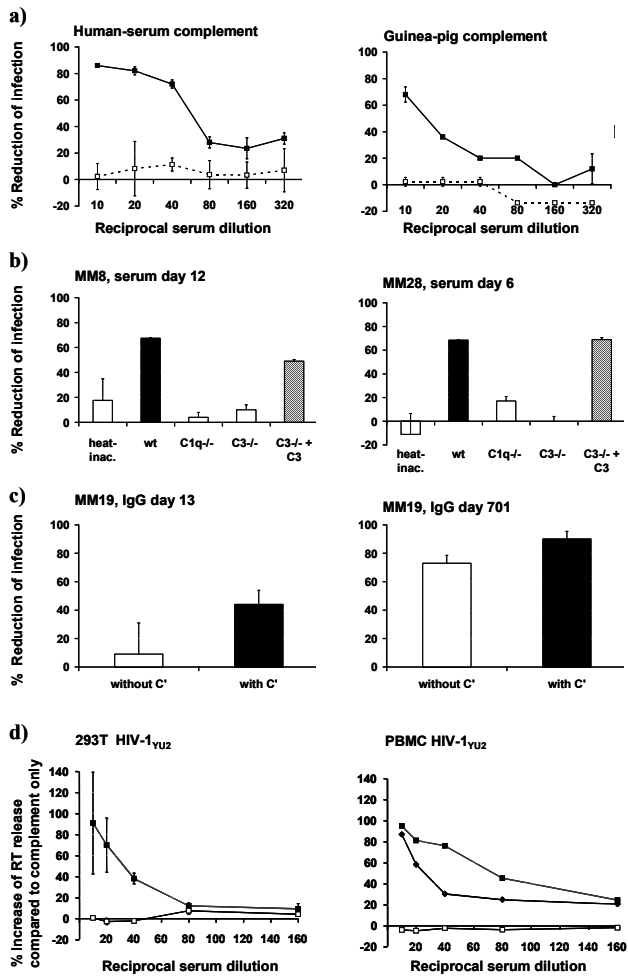 a)
Human-serum complement
Guinea-pig complement
% Reduction of infection
100
80
60
40
20
0
-20
10 20 40 80 160 320
Reciprocal serum dilution
100
80
60
40
20
0
-20
10 20 40 80 160 320
Reciprocal serum dilution
b)
MM8, serum day 12
MM28, serum day 6
% Reduction of infection
100
80
60
40
20
0
heat-inac. wt C1q-/- C3-/- C3-/- + C3
100
80
60
40
20
0
-20
heat-inac. wt C1q-/- C3-/- C3-/- + C3
c)
MM19, IgG day 13
MM19, IgG day 701
% Reduction of infection
100
80
60
40
20
0
without C' with C'
100
80
60
40
20
0
without C' with C'
d)
293T HIV-1YU2
PBMC HIV-1YU2
% Increase of RT release
compared to complement only
140
120
100
80
60
40
20
0
-20
20 40 60 80 100 120 140 160
Reciprocal serum dilution
140
120
100
80
60
40
20
0
-20
20 40 60 80 100 120 140 160
Reciprocal serum dilution